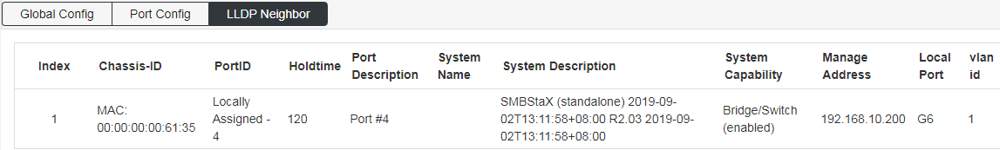 Global Config Port Config LLDP Neighbor
Index Chassis-ID PortID Holdtime Port Description System Name System Description System Capability Manage Address Local Port vlan id
1 MAC: 00:00:00:00:61:35 Locally Assigned - 4 120 Port #4 SMBStaX (standalone) 2019-09-02T13:11:58+08:00 R2.03 2019-09-02T13:11:58+08:00 Bridge/Switch (enabled) 192.168.10.200 G6 1